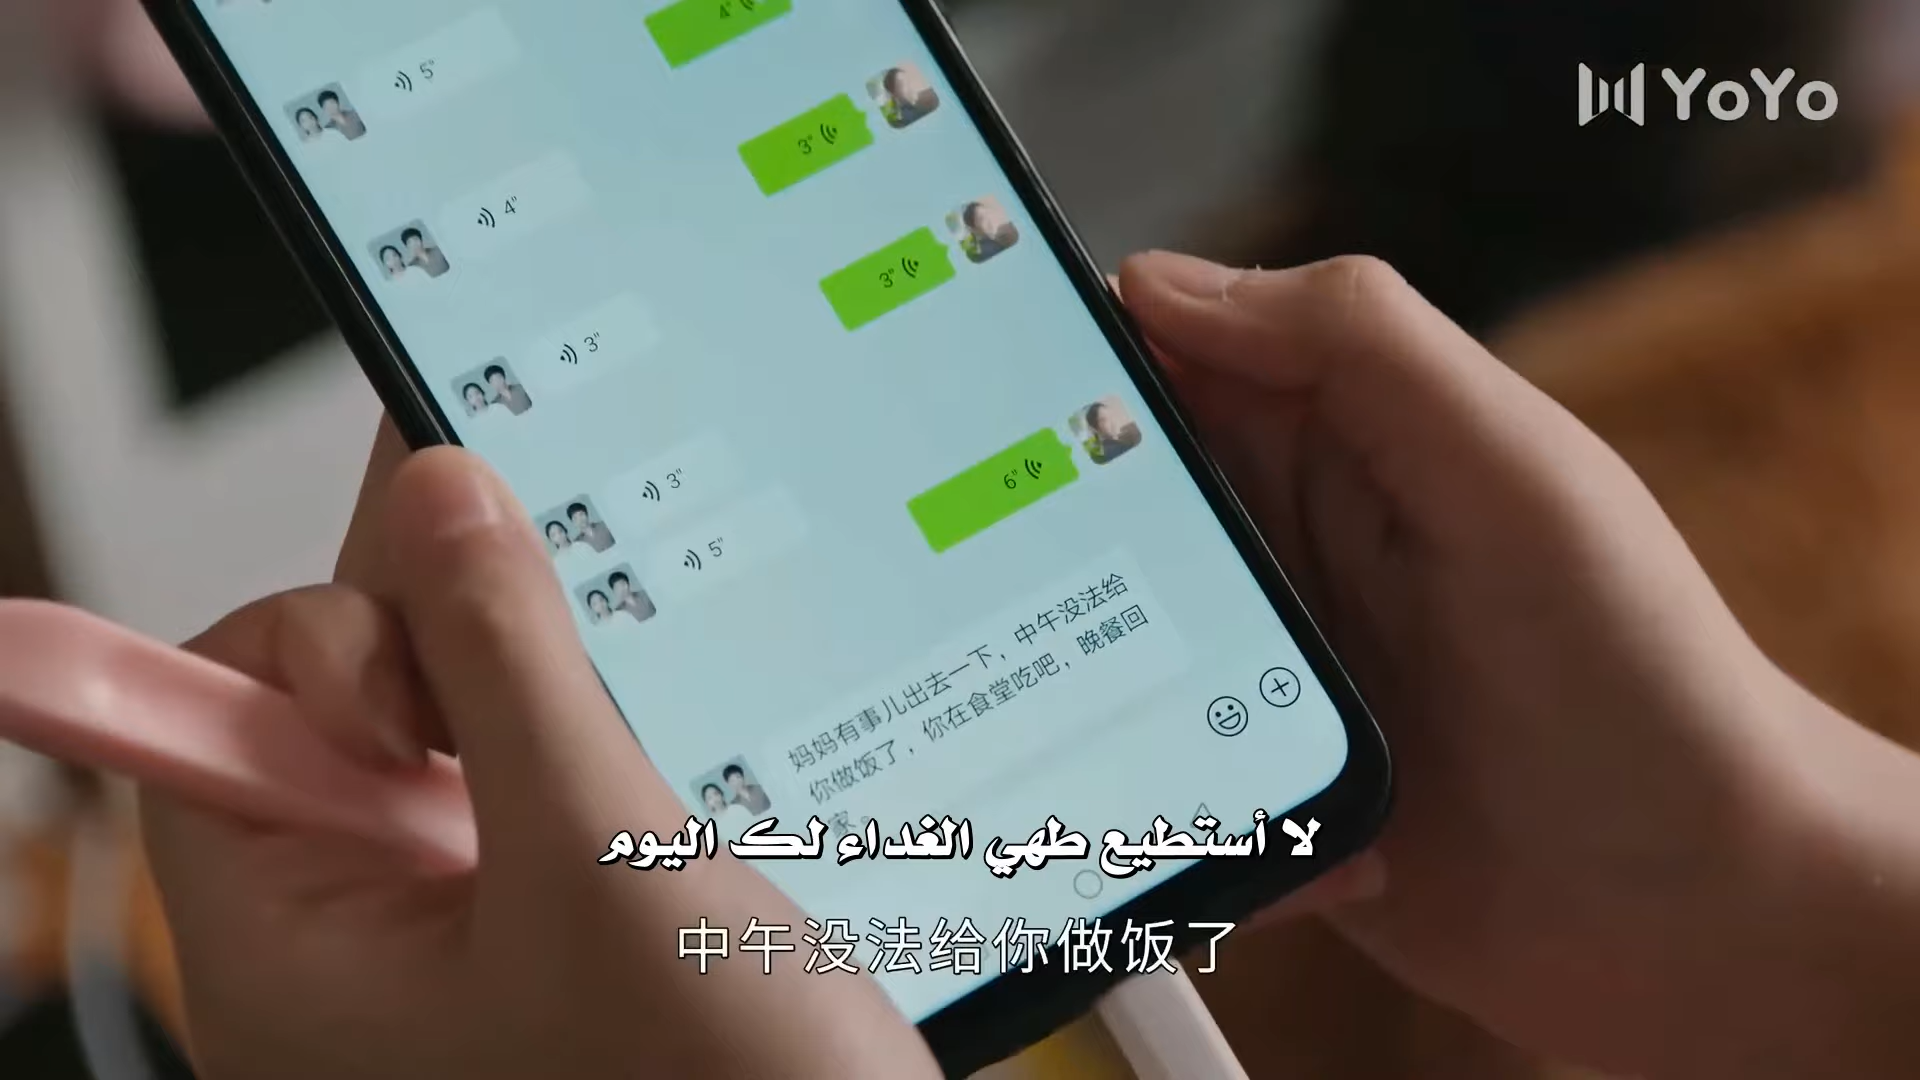 YoYo
4"
5"
3"
4"
3"
3"
6"
3"
5"
妈妈有事儿出去一下，中午没法给
你做饭了，你在食堂吃吧，晚餐回
家。
لا أستطيع طهي الغداء لك اليوم
中午没法给你做饭了